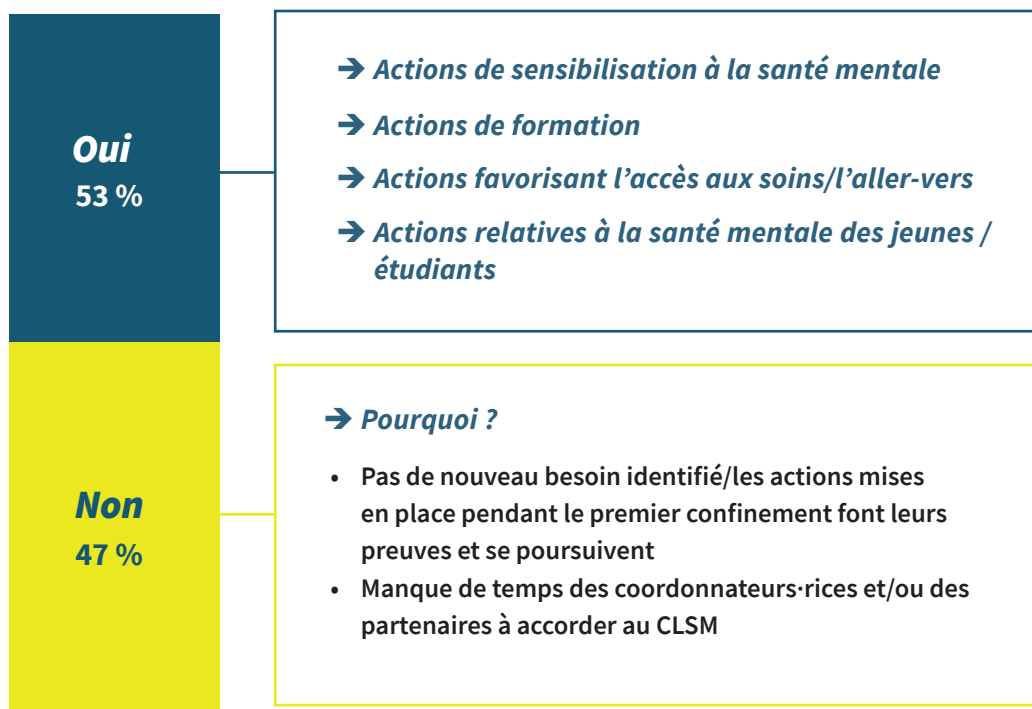 Oui
53 %
➔ Actions de sensibilisation à la santé mentale
➔ Actions de formation
➔ Actions favorisant l’accès aux soins/l’aller-vers
➔ Actions relatives à la santé mentale des jeunes /
étudiants
Non
47 %
➔ Pourquoi ?
• Pas de nouveau besoin identifié/les actions mises
en place pendant le premier confinement font leurs
preuves et se poursuivent
• Manque de temps des coordonnateurs·rices et/ou des
partenaires à accorder au CLSM